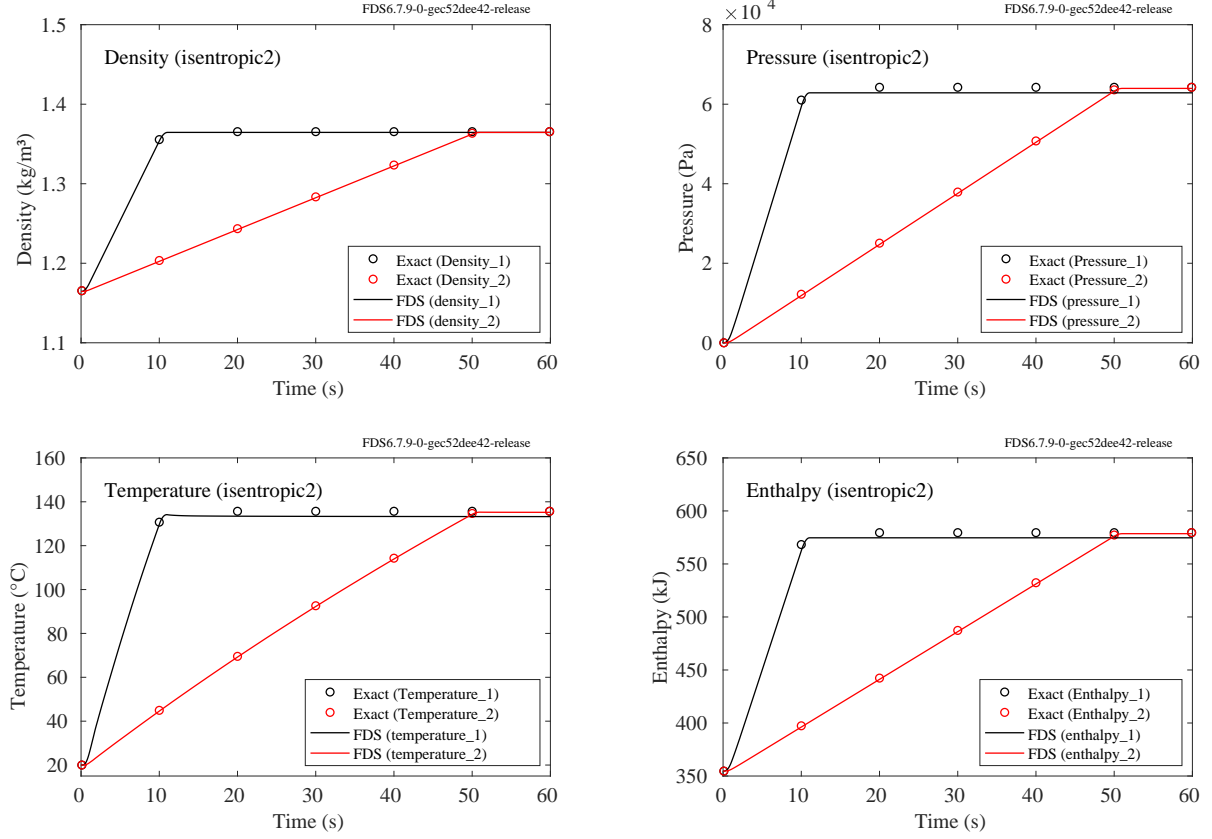 FDS6.7.9-0-gec52dee42-release
Density (isentropic2)
1.5
1.4
1.3
1.2
1.1
Density (kg/m³)
Exact (Density_1)
Exact (Density_2)
FDS (density_1)
FDS (density_2)
0 10 20 30 40 50 60
Time (s)
FDS6.7.9-0-gec52dee42-release
× 10 4
Pressure (isentropic2)
8
6
4
2
0
Pressure (Pa)
Exact (Pressure_1)
Exact (Pressure_2)
FDS (pressure_1)
FDS (pressure_2)
0 10 20 30 40 50 60
Time (s)
FDS6.7.9-0-gec52dee42-release
Temperature (isentropic2)
160
140
120
100
80
60
40
20
Temperature (°C)
Exact (Temperature_1)
Exact (Temperature_2)
FDS (temperature_1)
FDS (temperature_2)
0 10 20 30 40 50 60
Time (s)
FDS6.7.9-0-gec52dee42-release
Enthalpy (isentropic2)
650
600
550
500
450
400
350
Enthalpy (kJ)
Exact (Enthalpy_1)
Exact (Enthalpy_2)
FDS (enthalpy_1)
FDS (enthalpy_2)
0 10 20 30 40 50 60
Time (s)